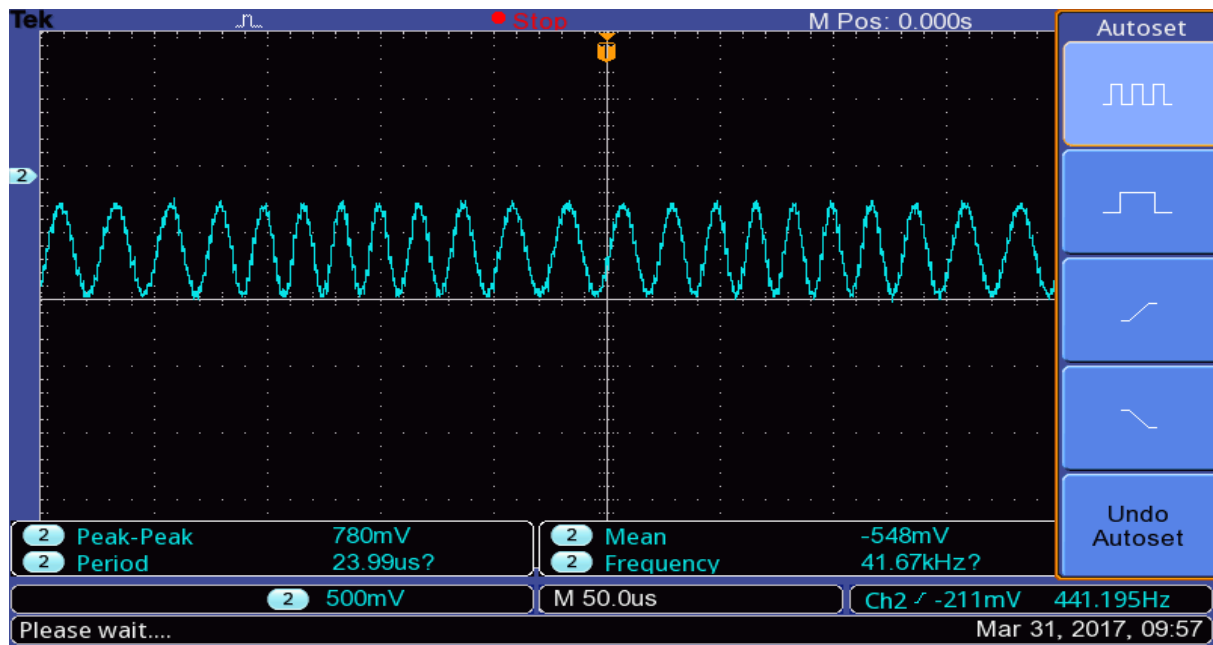 Tek Stop M Pos: 0.000s Autoset
T
2
2 Peak-Peak 780mV 2 Mean -548mV
2 Period 23.99us? 2 Frequency 41.67kHz?
Undo
Autoset
2 500mV M 50.0us Ch2 -211mV 441.195Hz
Please wait.... Mar 31, 2017, 09:57